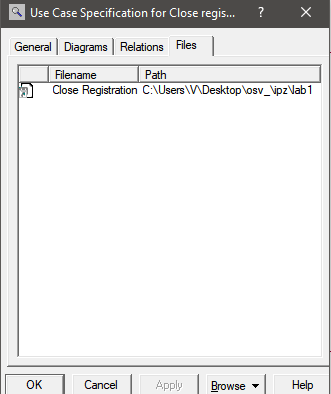 Use Case Specification for Close regis... ?
General Diagrams Relations Files
Filename Path
Close Registration C:\Users\V\Desktop\osv_\ipz\lab1
OK Cancel Apply Browse Help